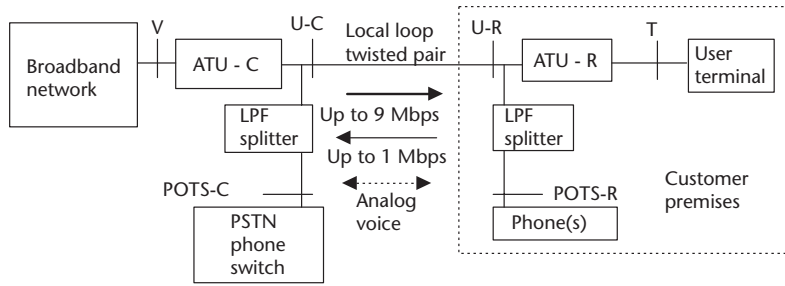 V
U-C
Local loop
twisted pair
U-R
T
Broadband
network
ATU - C
ATU - R
User
terminal
LPF
splitter
Up to 9 Mbps
LPF
splitter
Up to 1 Mbps
POTS-C
Analog
voice
POTS-R
Customer
premises
PSTN
phone
switch
Phone(s)